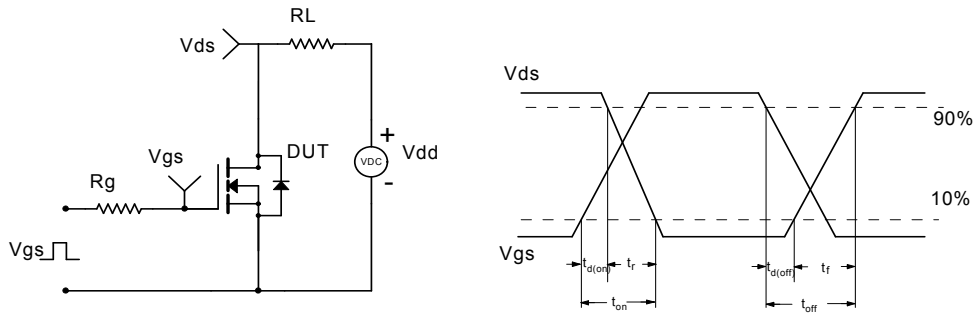 RL
Vds
DUT
Vgs
Rg
VDC
+
-
Vdd
Vgs
Vds
90%
10%
Vgs
td(on)
tr
td(off)
tf
ton
toff